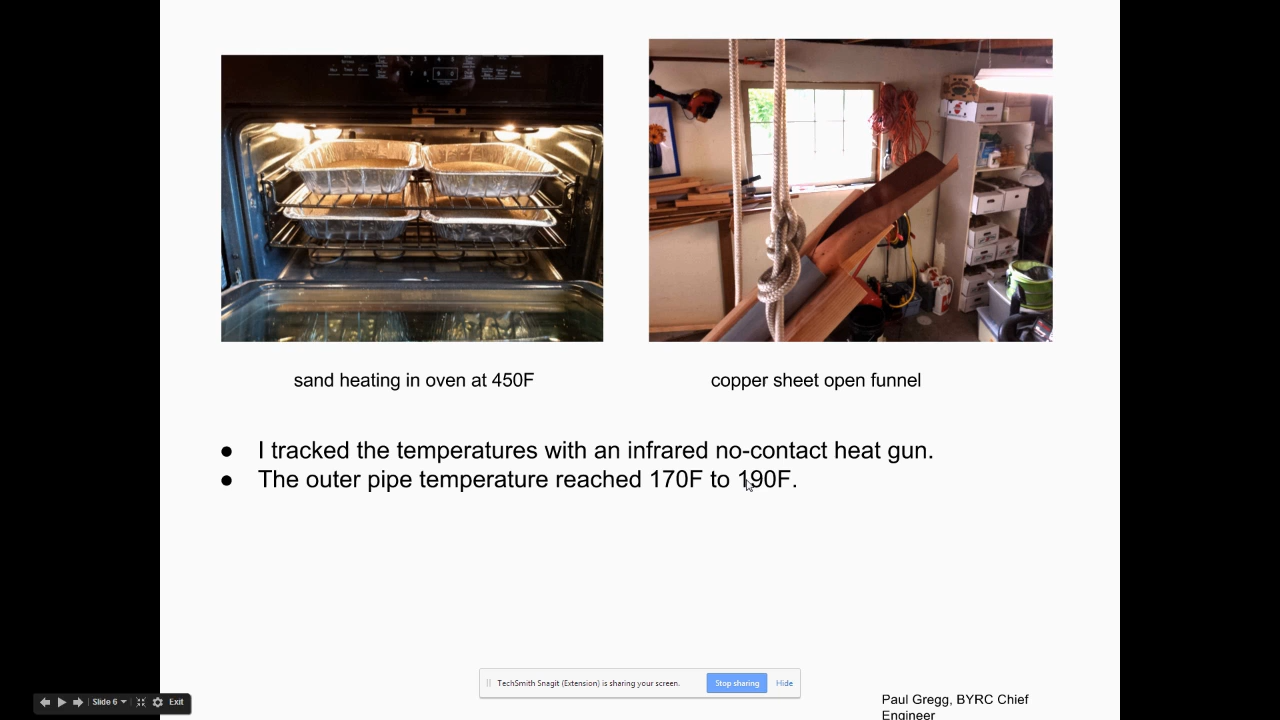 sand heating in oven at 450F
copper sheet open funnel
● I tracked the temperatures with an infrared no-contact heat gun.
● The outer pipe temperature reached 170F to 190F.
TechSmith Snagit (Extension) is sharing your screen.
Stop sharing
Hide
Slide 6
Exit
Paul Gregg, BYRC Chief
Engineer